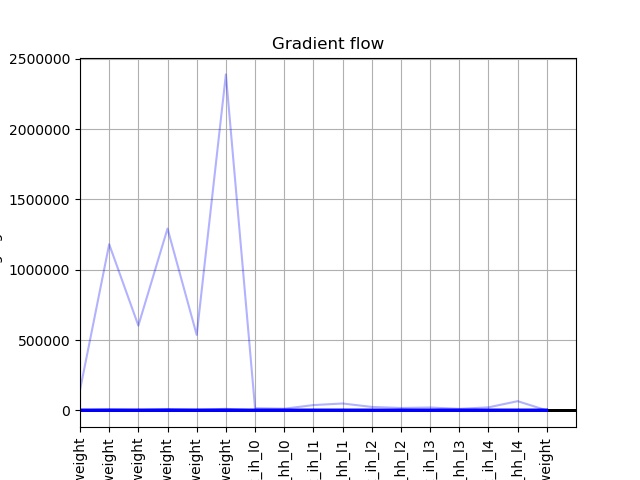 Gradient flow
2500000
2000000
1500000
1000000
500000
0
weight
weight
weight
weight
weight
weight
_ih_l0
_hh_l0
_ih_l1
_hh_l1
_ih_l2
_hh_l2
_ih_l3
_hh_l3
_ih_l4
_hh_l4
weight